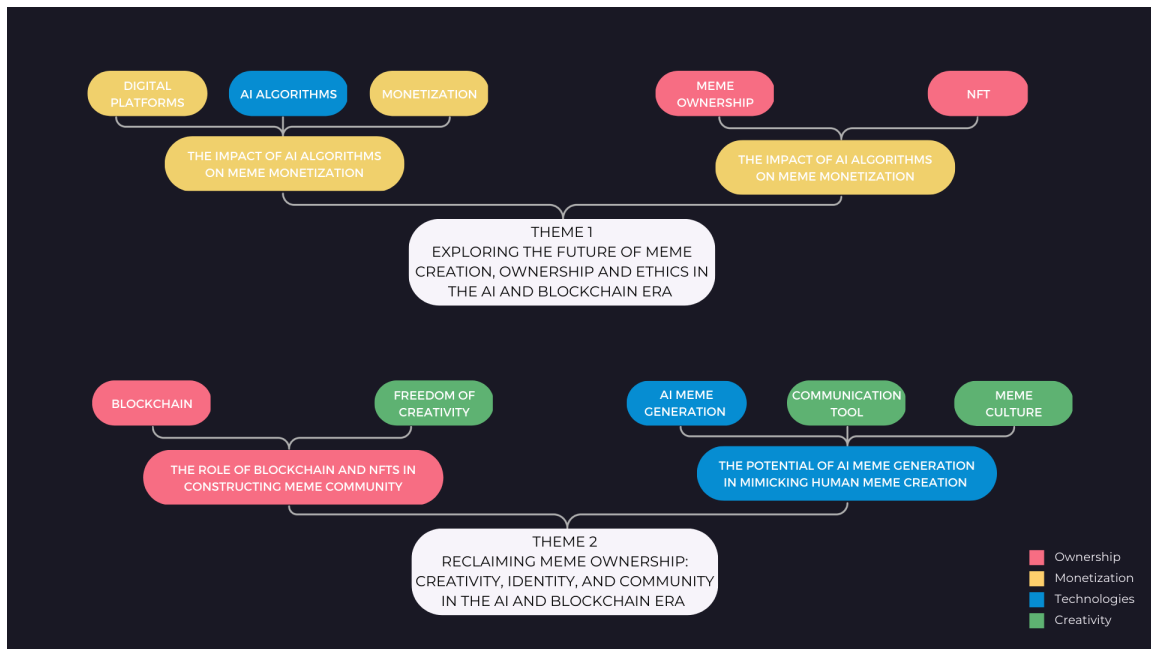 DIGITAL
PLATFORMS
AI ALGORITHMS
MONETIZATION
MEME
OWNERSHIP
NFT
THE IMPACT OF AI ALGORITHMS
ON MEME MONETIZATION
THE IMPACT OF AI ALGORITHMS
ON MEME MONETIZATION
THEME 1
EXPLORING THE FUTURE OF MEME
CREATION, OWNERSHIP AND ETHICS IN
THE AI AND BLOCKCHAIN ERA
BLOCKCHAIN
FREEDOM OF
CREATIVITY
AI MEME
GENERATION
COMMUNICATION
TOOL
MEME
CULTURE
THE ROLE OF BLOCKCHAIN AND NFTS IN
CONSTRUCTING MEME COMMUNITY
THE POTENTIAL OF AI MEME GENERATION
IN MIMICKING HUMAN MEME CREATION
THEME 2
RECLAIMING MEME OWNERSHIP:
CREATIVITY, IDENTITY, AND COMMUNITY
IN THE AI AND BLOCKCHAIN ERA
Ownership
Monetization
Technologies
Creativity